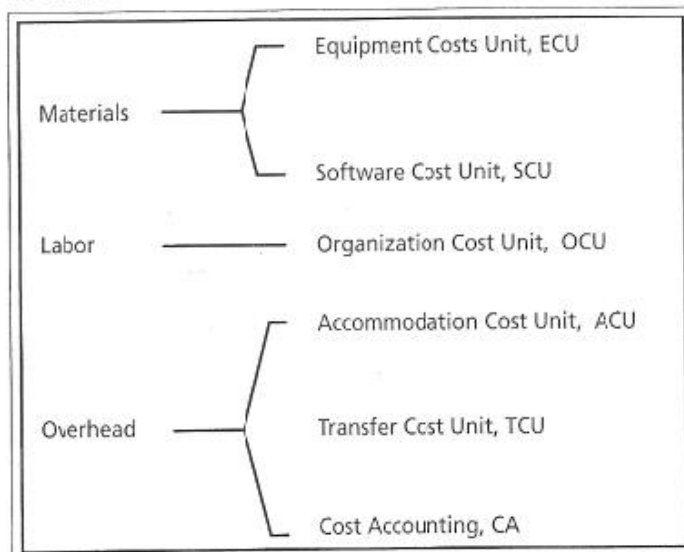 Equipment Costs Unit, ECU
Materials
Software Cost Unit, SCU
Labor Organization Cost Unit, OCU
Accommodation Cost Unit, ACU
Overhead Transfer Cost Unit, TCU
Cost Accounting, CA